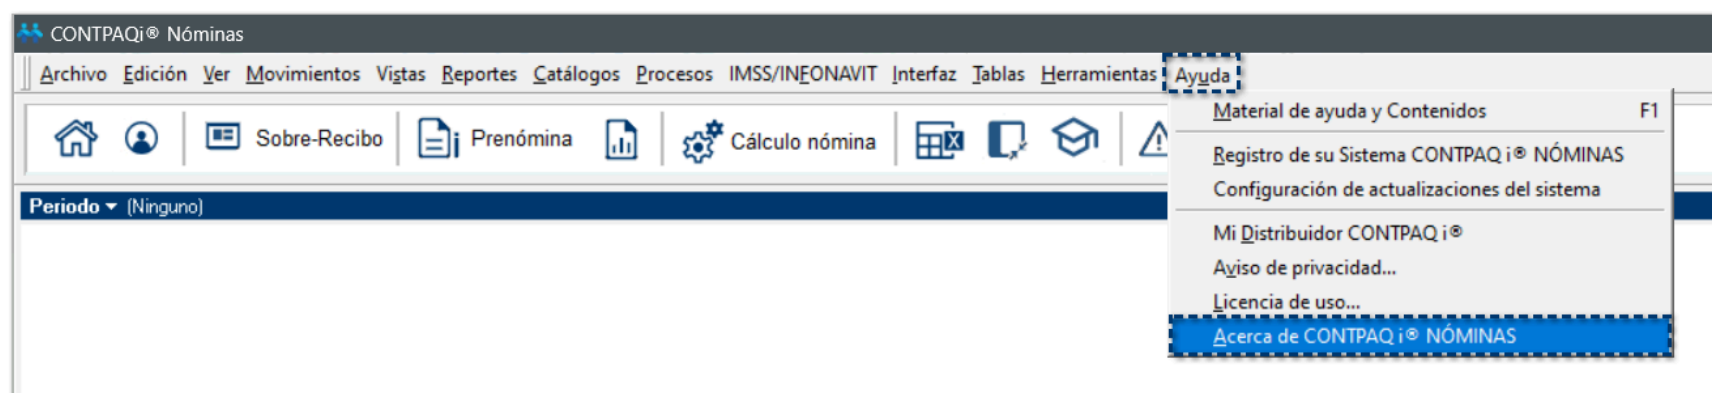 CONTPAQi® Nóminas
Archivo Edición Ver Movimientos Vistas Reportes Catálogos Procesos IMSS/INFONAVIT Interfaz Tablas Herramientas Ayuda
Sobre-Recibo Prenómina Cálculo nómina
Periodo (Ninguno)
Material de ayuda y Contenidos F1
Registro de su Sistema CONTPAQ i® NÓMINAS
Configuración de actualizaciones del sistema
Mi Distribuidor CONTPAQ i®
Aviso de privacidad...
Licencia de uso...
Acerca de CONTPAQ i® NÓMINAS